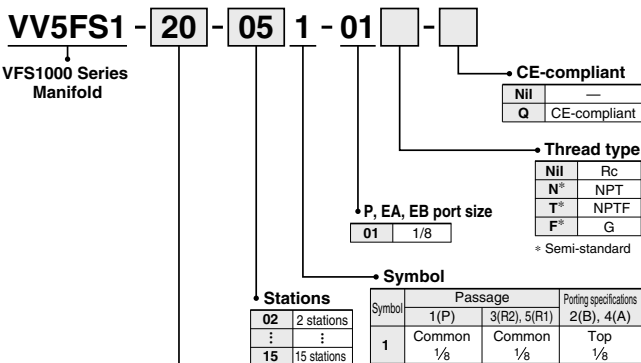 VV5FS1 - 20 - 05 1 - 01 -
VFS1000 Series
Manifold
CE-compliant
Nil —
Q CE-compliant
Thread type
Nil Rc
N* NPT
T* NPTF
F* G
* Semi-standard
P, EA, EB port size
01 1/8
Symbol
Symbol Passage Porting specifications
1(P) 3(R2), 5(R1) 2(B), 4(A)
1 Common Common Top
1/8 1/8 1/8
Stations
02 2 stations
⋮ ⋮
15 15 stations